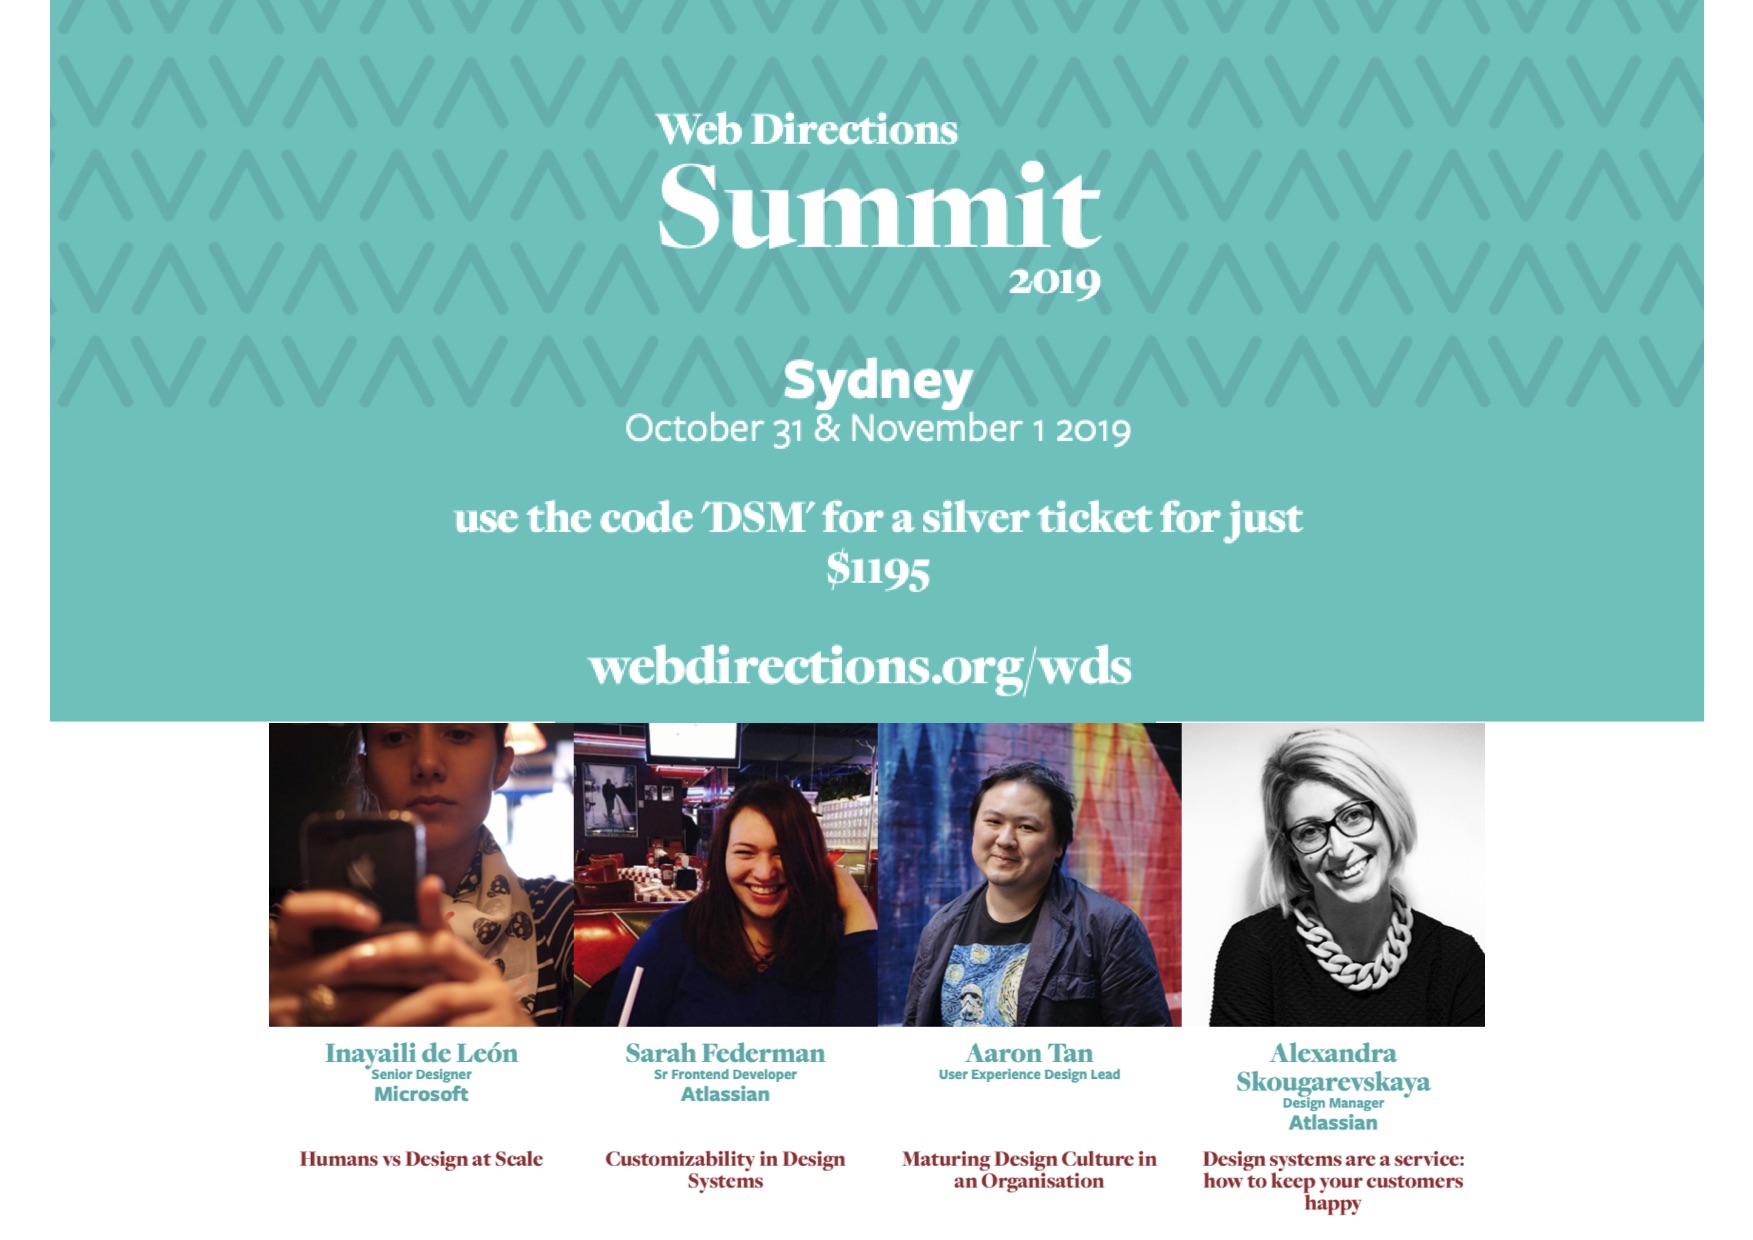 Web Directions
Summit
2019
Sydney
October 31 & November 1 2019
use the code 'DSM' for a silver ticket for just
$1195
webdirections.org/wds
Inayaili de León
Senior Designer
Microsoft
Humans vs Design at Scale
Sarah Federman
Sr Frontend Developer
Atlassian
Customizability in Design
Systems
Aaron Tan
User Experience Design Lead
Maturing Design Culture in
an Organisation
Alexandra
Skougarevskaya
Design Manager
Atlassian
Design systems are a service:
how to keep your customers
happy